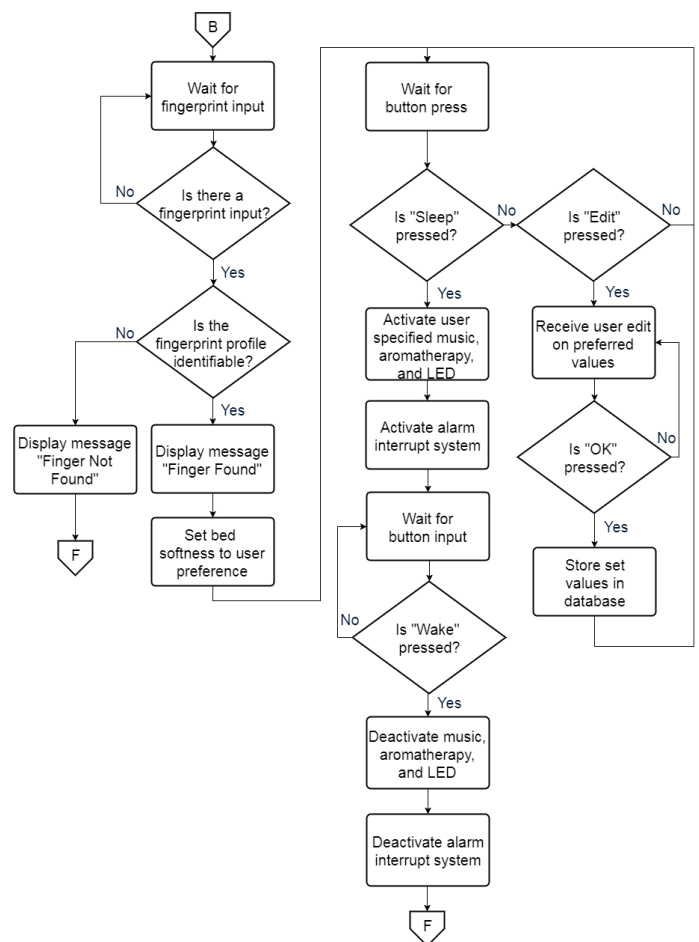 B
Wait for
fingerprint input
No
Is there a
fingerprint input?
Yes
Is the
fingerprint profile
identifiable?
No
Yes
Display message
"Finger Not
Found"
Display message
"Finger Found"
F
Set bed
softness to user
preference
Wait for
button press
Is "Sleep"
pressed?
No
Is "Edit"
pressed?
No
Yes
Yes
Activate user
specified music,
aromatherapy,
and LED
Receive user edit
on preferred
values
Activate alarm
interrupt system
Is "OK"
pressed?
No
Yes
Wait for
button input
Store set
values in
database
No
Is "Wake"
pressed?
Yes
Deactivate music,
aromatherapy,
and LED
Deactivate alarm
interrupt system
F